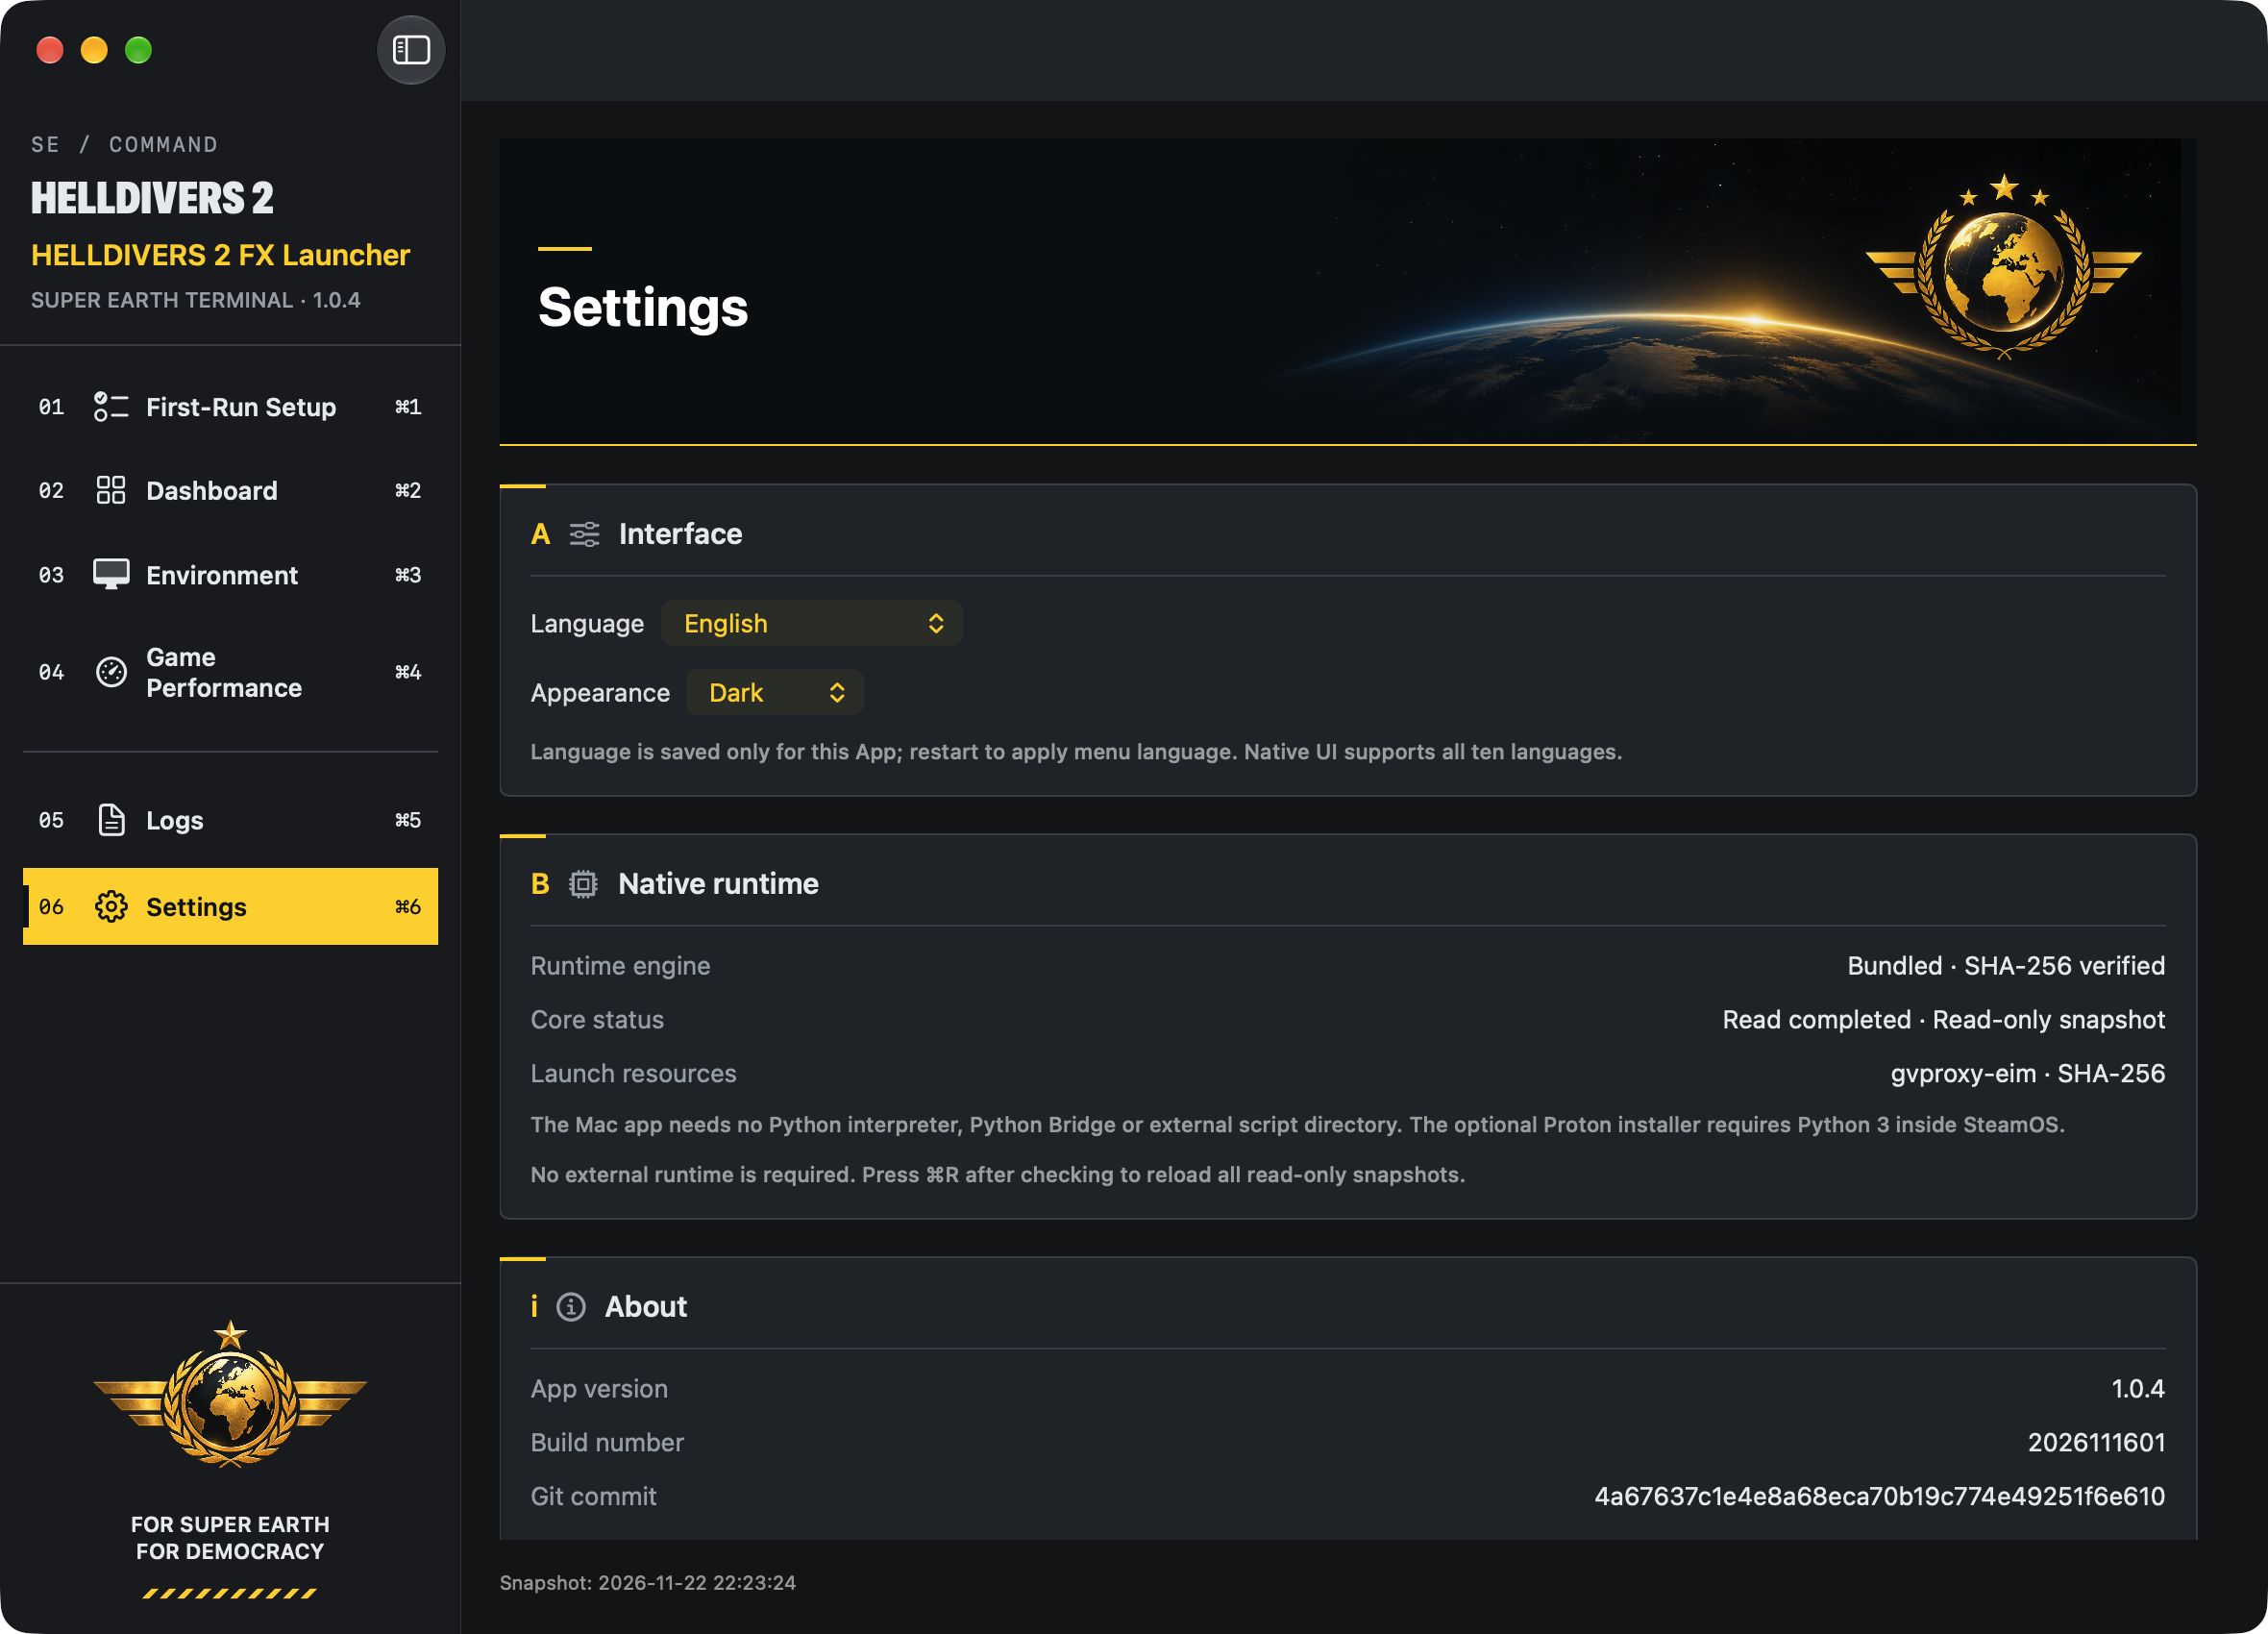 SE / COMMAND
HELLDIVERS 2
HELLDIVERS 2 FX Launcher
SUPER EARTH TERMINAL · 1.0.4
01 First-Run Setup ⌘1
02 Dashboard ⌘2
03 Environment ⌘3
04 Game Performance ⌘4
05 Logs ⌘5
06 Settings ⌘6
FOR SUPER EARTH
FOR DEMOCRACY
Settings
A Interface
Language English
Appearance Dark
Language is saved only for this App; restart to apply menu language. Native UI supports all ten languages.
B Native runtime
Runtime engine Bundled · SHA-256 verified
Core status Read completed · Read-only snapshot
Launch resources gvproxy-eim · SHA-256
The Mac app needs no Python interpreter, Python Bridge or external script directory. The optional Proton installer requires Python 3 inside SteamOS.
No external runtime is required. Press ⌘R after checking to reload all read-only snapshots.
i About
App version 1.0.4
Build number 2026111601
Git commit 4a67637c1e4e8a68eca70b19c774e49251f6e610
Snapshot: 2026-11-22 22:23:24